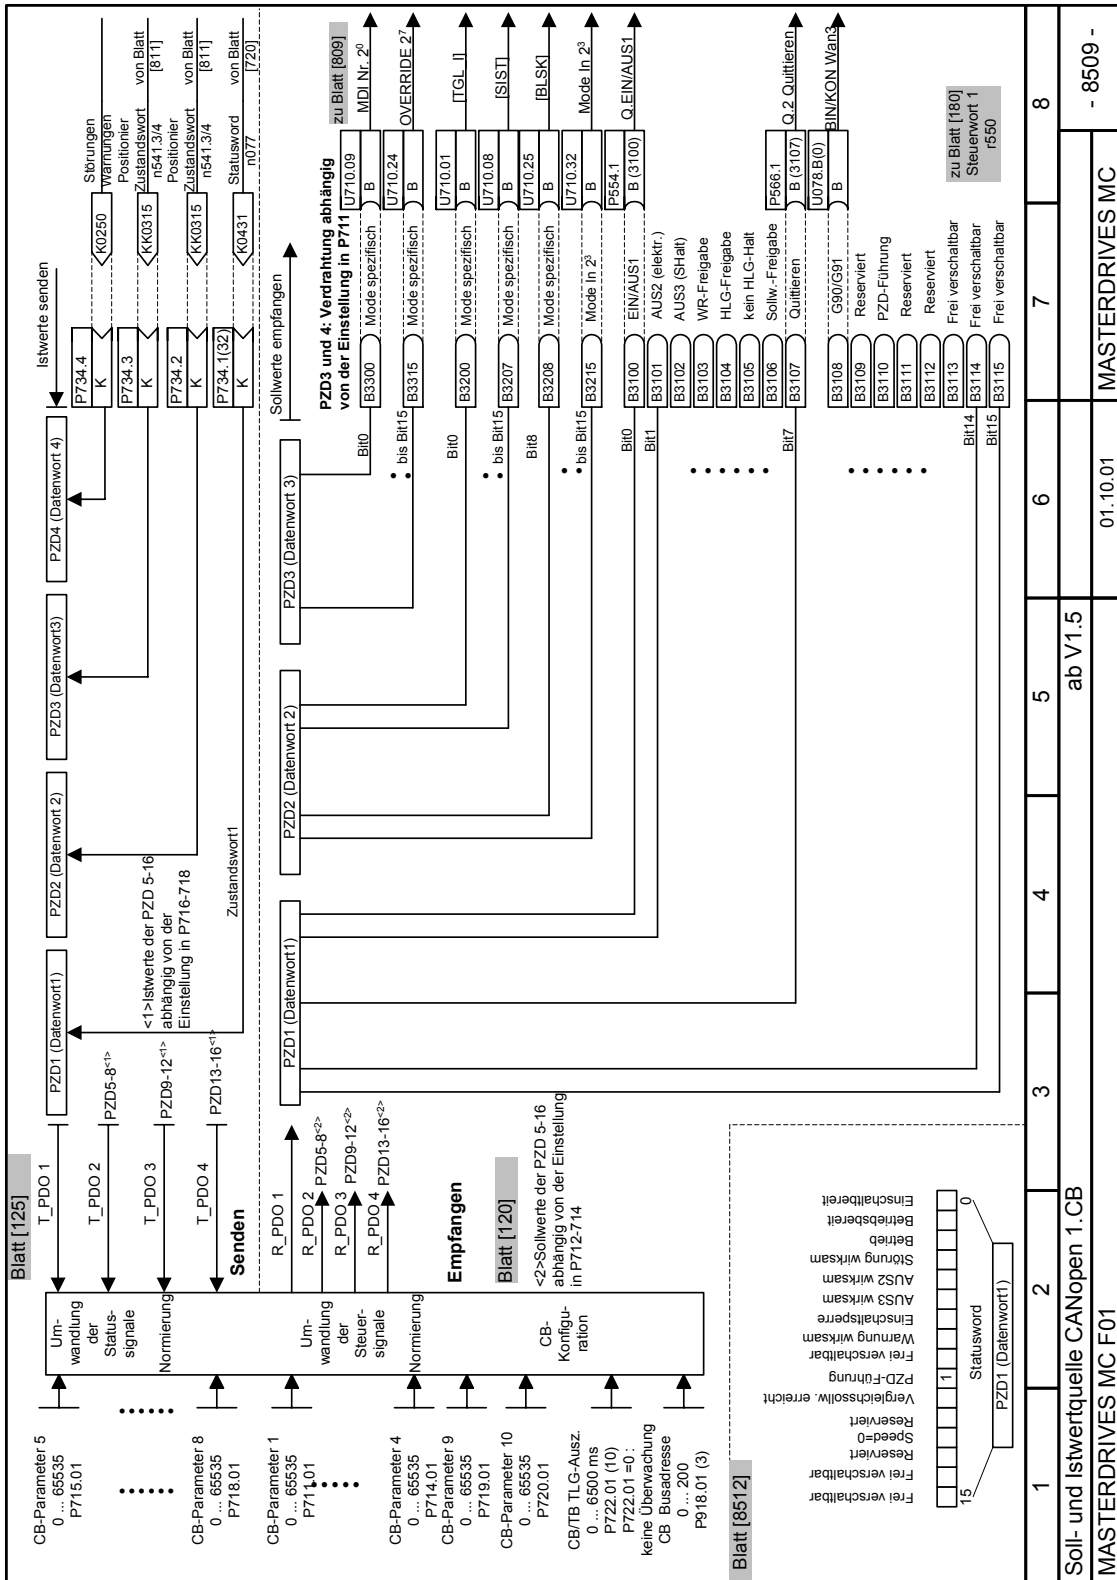 Blatt [125]
CB-Parameter 5
0 ... 65535
P715.01
CB-Parameter 8
0 ... 65535
P718.01
CB-Parameter 1
0 ... 65535
P711.01
CB-Parameter 4
0 ... 65535
P714.01
CB-Parameter 9
0 ... 65535
P719.01
CB-Parameter 10
0 ... 65535
P720.01
CB/TB TLG-Ausz.
0 ... 6500 ms
P722.01 (10)
P722.01 =0 :
keine Überwachung
CB Busadresse
0 ... 200
P918.01 (3)
Um-
wandlung
der
Status-
signale
Normierung
Um-
wandlung
der
Steuer-
signale
Normierung
CB-
Konfigu-
ration
T_PDO 1
T_PDO 2
T_PDO 3
T_PDO 4
Senden
PZD5-8<1>
PZD9-12<1>
PZD13-16<1>
R_PDO 1
R_PDO 2
R_PDO 3
R_PDO 4
PZD5-8<2>
PZD9-12<2>
PZD13-16<2>
Empfangen
Blatt [120]
<2>Sollwerte der PZD 5-16
abhängig von der Einstellung
in P712-714
PZD1 (Datenwort1)
PZD2 (Datenwort 2)
PZD3 (Datenwort3)
PZD4 (Datenwort 4)
<1>Istwerte der PZD 5-16
abhängig von der
Einstellung in P716-718
Zustandswort1
Istwerte senden
P734.4
K
P734.3
K
P734.2
K
P734.1(32)
K
K0250
KK0315
KK0315
K0431
Störungen
Warnungen
Positionier
Zustandswort
n541.3/4
von Blatt
[811]
Positionier
Zustandswort
n541.3/4
von Blatt
[811]
Statusword
n077
von Blatt
[720]
Sollwerte empfangen
PZD1 (Datenwort1)
PZD2 (Datenwort 2)
PZD3 (Datenwort 3)
PZD3 und 4: Verdrahtung abhängig
von der Einstellung in P711
zu Blatt [809]
Bit0
B3300
Mode spezifisch
U710.09
B
MDI Nr. 2⁰
bis Bit15
B3315
Mode spezifisch
U710.24
B
OVERRIDE 2⁷
Bit0
B3200
Mode spezifisch
U710.01
B
[TGL_I]
bis Bit15
B3207
Mode spezifisch
U710.08
B
[SIST]
Bit8
B3208
Mode spezifisch
U710.25
B
[BLSK]
bis Bit15
B3215
Mode In 2³
U710.32
B
Mode In 2³
Bit0
B3100
EIN/AUS1
P554.1
B (3100)
Q.EIN/AUS1
Bit1
B3101
AUS2 (elektr.)
B3102
AUS3 (SHalt)
B3103
WR-Freigabe
B3104
HLG-Freigabe
B3105
kein HLG-Halt
B3106
Sollw.-Freigabe
Bit7
B3107
Quittieren
P566.1
B (3107)
Q.2 Quittieren
B3108
G90/G91
U078.B(0)
B
BIN/KON Wan3
B3109
Reserviert
B3110
PZD-Führung
B3111
Reserviert
B3112
Reserviert
B3113
Frei verschaltbar
Bit14
B3114
Frei verschaltbar
Bit15
B3115
Frei verschaltbar
zu Blatt [180]
Steuerwort 1
r550
Blatt [8512]
Frei verschaltbar
Frei verschaltbar
Reserviert
Speed=0
Reserviert
Vergleichssollw. erreicht
PZD-Führung
Frei verschaltbar
Warnung wirksam
Einschaltsperre
AUS3 wirksam
AUS2 wirksam
Störung wirksam
Betrieb
Betriebsbereit
Einschaltbereit
1
15
Statusword
0
PZD1 (Datenwort1)
1
2
3
4
5
6
7
8
Soll- und Istwertquelle CANopen 1.CB
ab V1.5
- 8509 -
MASTERDRIVES MC F01
01.10.01
MASTERDRIVES MC